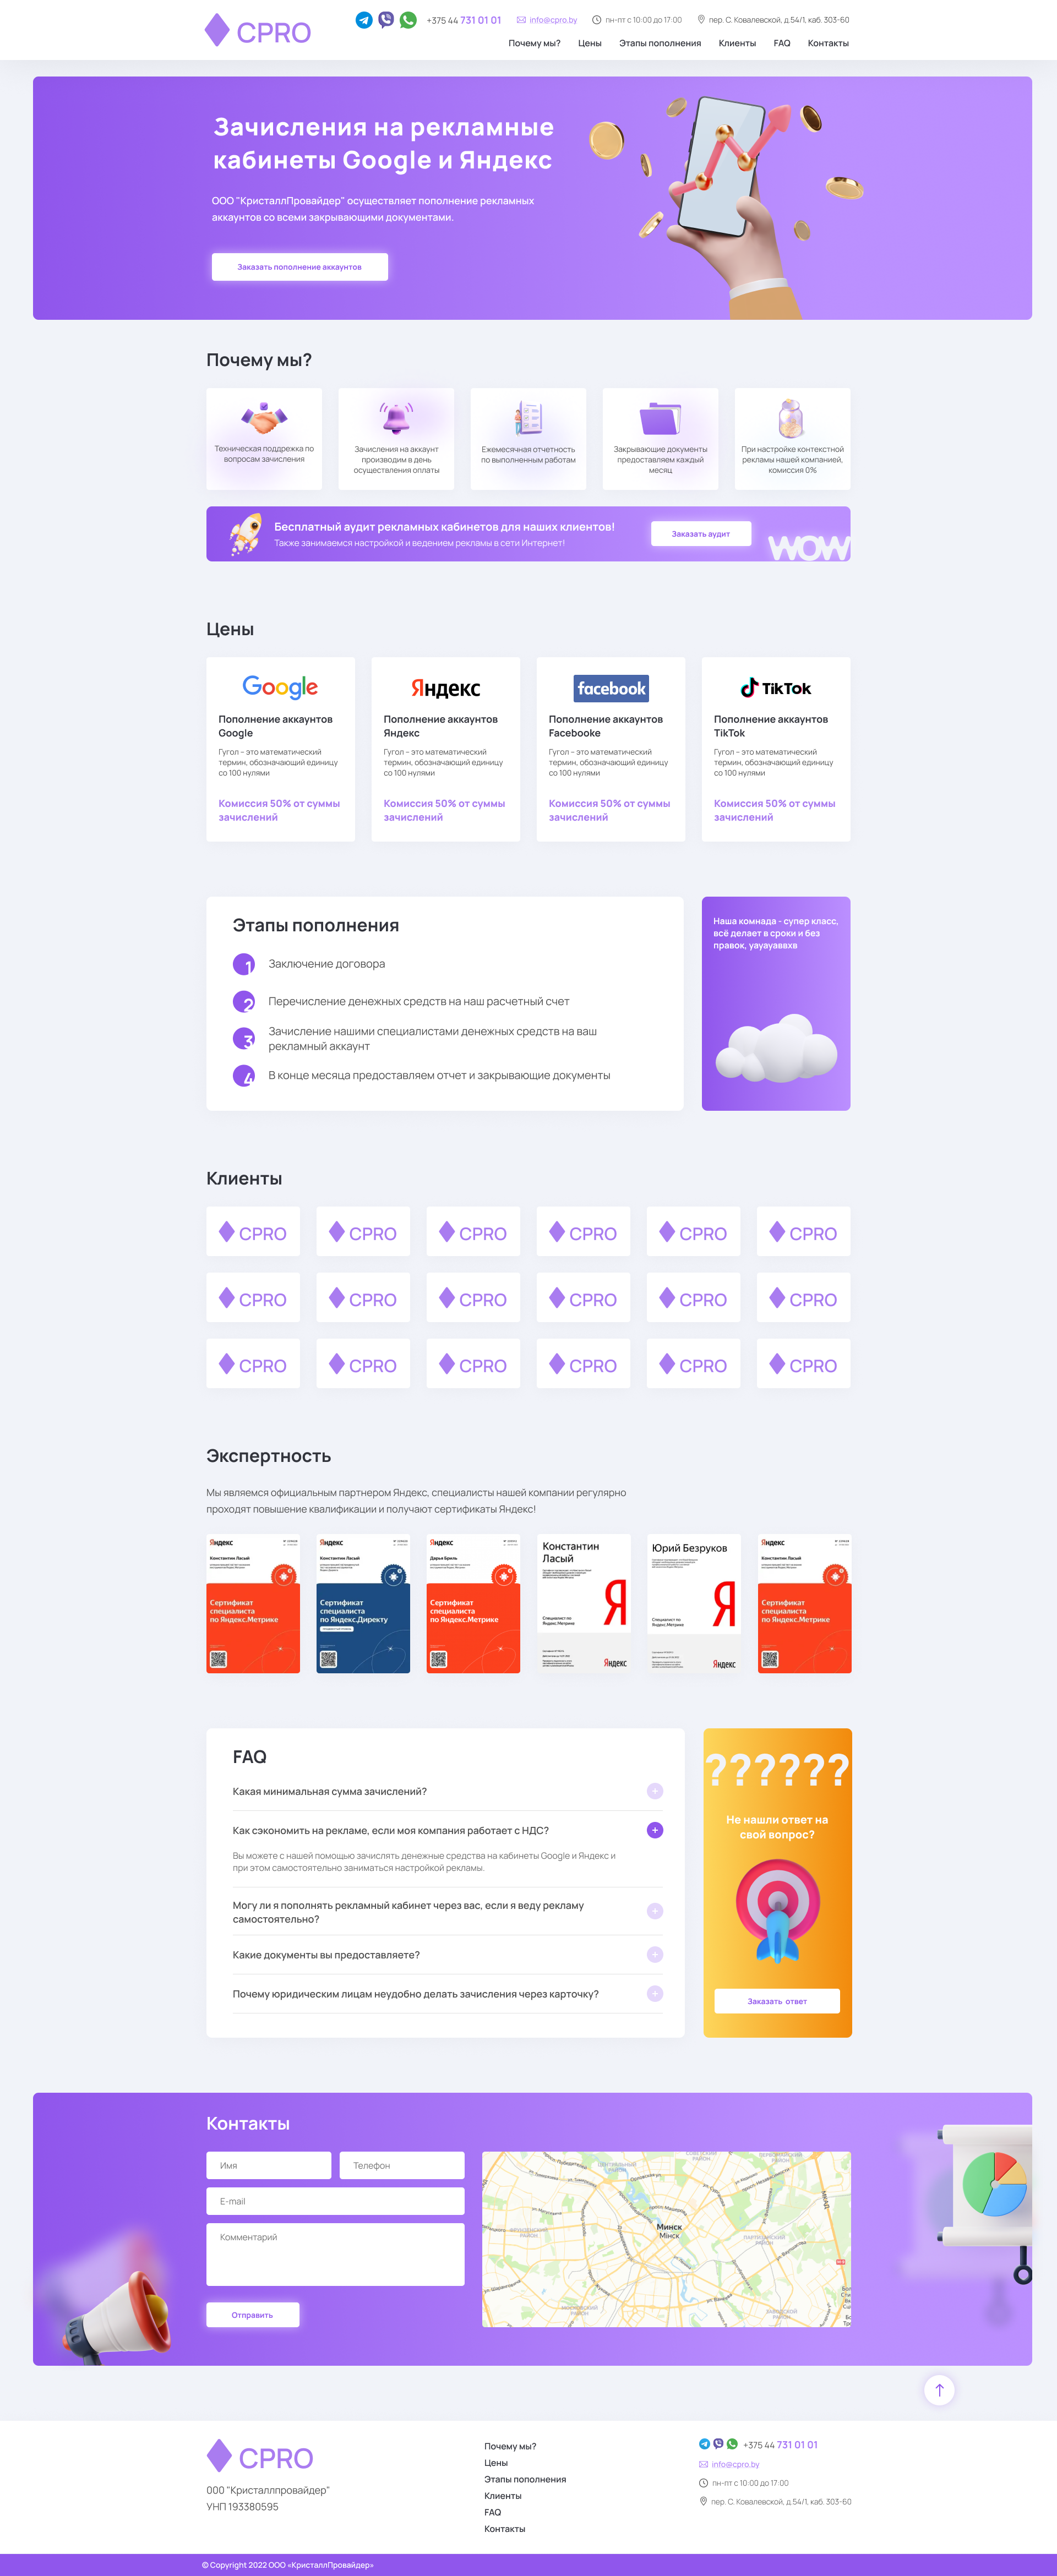 CPRO
+375 44 731 01 01
info@cpro.by
пн-пт с 10:00 до 17:00
пер. С. Ковалевской, д.54/1, каб. 303-60
Почему мы? Цены Этапы пополнения Клиенты FAQ Контакты
Зачисления на рекламные
кабинеты Google и Яндекс
ООО "КристаллПровайдер" осуществляет пополнение рекламных
аккаунтов со всеми закрывающими документами.
Заказать пополнение аккаунтов
Почему мы?
Техническая поддрежка по
вопросам зачисления
Зачисления на аккаунт
производим в день
осуществления оплаты
Ежемесячная отчетность
по выполненным работам
Закрывающие документы
предоставляем каждый
месяц
При настройке контекстной
рекламы нашей компанией,
комиссия 0%
Бесплатный аудит рекламных кабинетов для наших клиентов!
Также занимаемся настройкой и ведением рекламы в сети Интернет!
Заказать аудит
WOW
Цены
Google
Пополнение аккаунтов
Google
Гугол – это математический
термин, обозначающий единицу
со 100 нулями
Комиссия 50% от суммы
зачислений
Яндекс
Пополнение аккаунтов
Яндекс
Гугол – это математический
термин, обозначающий единицу
со 100 нулями
Комиссия 50% от суммы
зачислений
facebook
Пополнение аккаунтов
Facebooke
Гугол – это математический
термин, обозначающий единицу
со 100 нулями
Комиссия 50% от суммы
зачислений
TikTok
Пополнение аккаунтов
TikTok
Гугол – это математический
термин, обозначающий единицу
со 100 нулями
Комиссия 50% от суммы
зачислений
Этапы пополнения
1 Заключение договора
2 Перечисление денежных средств на наш расчетный счет
3 Зачисление нашими специалистами денежных средств на ваш
рекламный аккаунт
4 В конце месяца предоставляем отчет и закрывающие документы
Наша комнада - супер класс,
всё делает в сроки и без
правок, уауауаввхв
Клиенты
CPRO CPRO CPRO CPRO CPRO CPRO
CPRO CPRO CPRO CPRO CPRO CPRO
CPRO CPRO CPRO CPRO CPRO CPRO
Экспертность
Мы являемся официальным партнером Яндекс, специалисты нашей компании регулярно
проходят повышение квалификации и получают сертификаты Яндекс!
Яндекс
Константин Ласый
Сертификат
специалиста
по Яндекс.Метрике
Яндекс
Константин Ласый
Сертификат
специалиста
по Яндекс.Директу
Яндекс
Дарья Бриль
Сертификат
специалиста
по Яндекс.Метрике
Константин
Ласый
Я
Специалист по
Яндекс.Метрике
Яндекс
Юрий Безруков
Я
Специалист по
Яндекс.Метрике
Яндекс
Яндекс
Константин Ласый
Сертификат
специалиста
по Яндекс.Метрике
FAQ
Какая минимальная сумма зачислений?
Как сэкономить на рекламе, если моя компания работает с НДС?
Вы можете с нашей помощью зачислять денежные средства на кабинеты Google и Яндекс и
при этом самостоятельно заниматься настройкой рекламы.
Могу ли я пополнять рекламный кабинет через вас, если я веду рекламу
самостоятельно?
Какие документы вы предоставляете?
Почему юридическим лицам неудобно делать зачисления через карточку?
??????
Не нашли ответ на
свой вопрос?
Заказать ответ
Контакты
Имя
Телефон
E-mail
Комментарий
Отправить
Минск
Мінск
CPRO
ООО "Кристаллпровайдер"
УНП 193380595
Почему мы?
Цены
Этапы пополнения
Клиенты
FAQ
Контакты
+375 44 731 01 01
info@cpro.by
пн-пт с 10:00 до 17:00
пер. С. Ковалевской, д.54/1, каб. 303-60
© Copyright 2022 ООО «КристаллПровайдер»